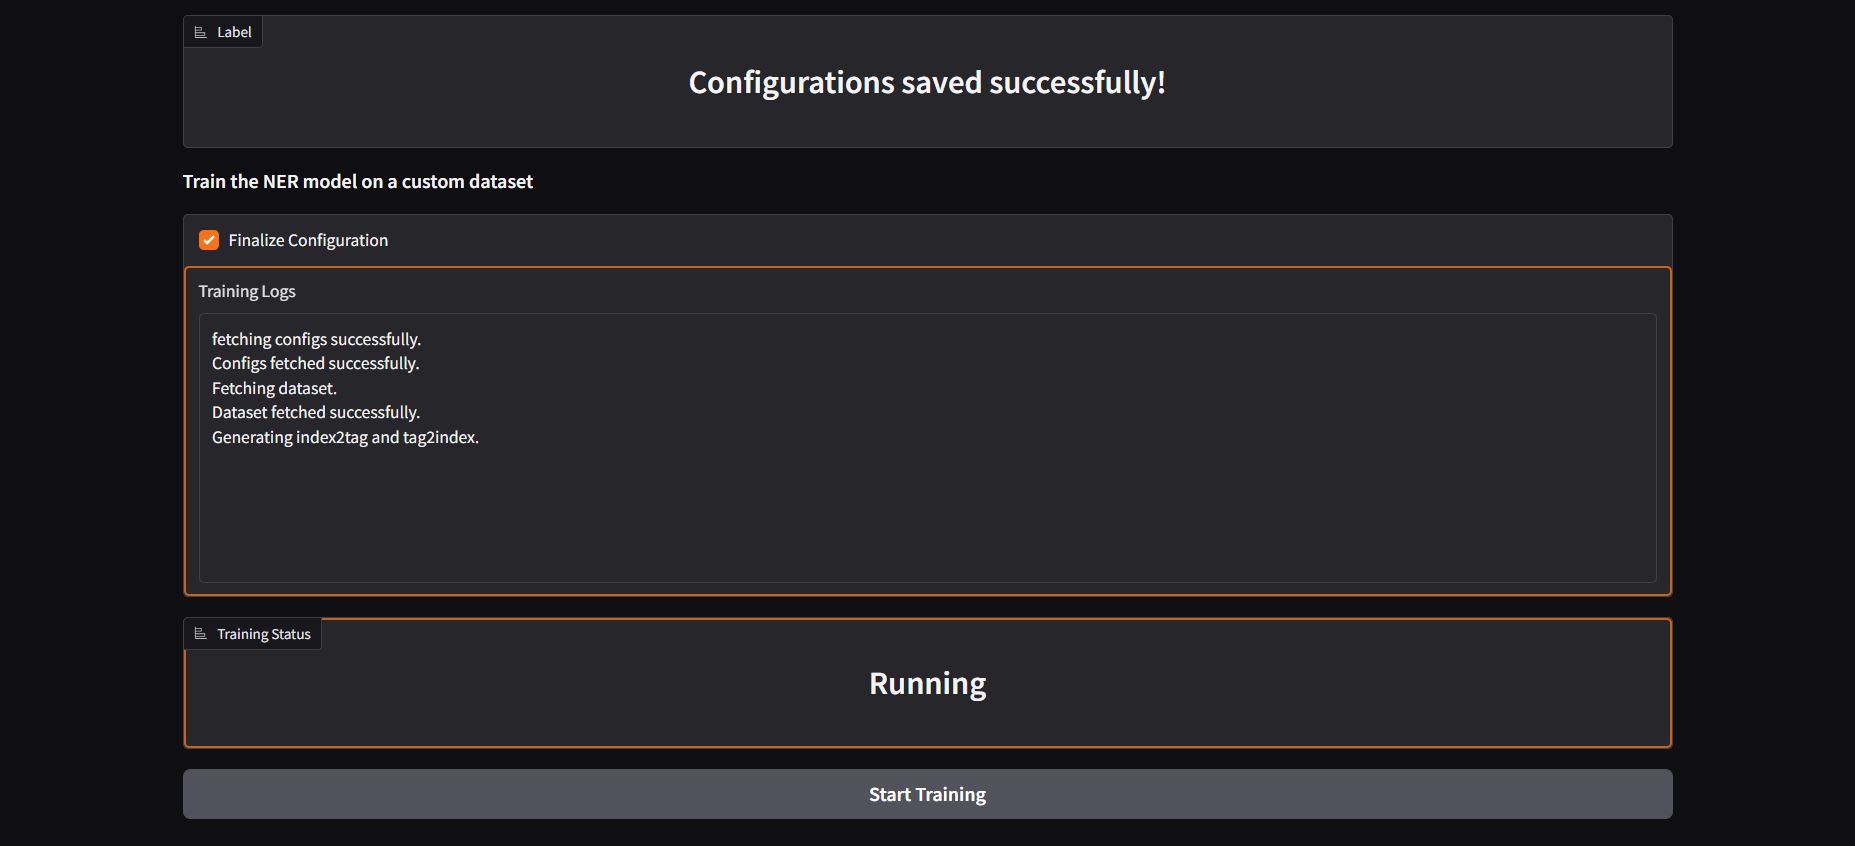 Label
Configurations saved successfully!
Train the NER model on a custom dataset
Finalize Configuration
Training Logs
fetching configs successfully.
Configs fetched successfully.
Fetching dataset.
Dataset fetched successfully.
Generating index2tag and tag2index.
Training Status
Running
Start Training